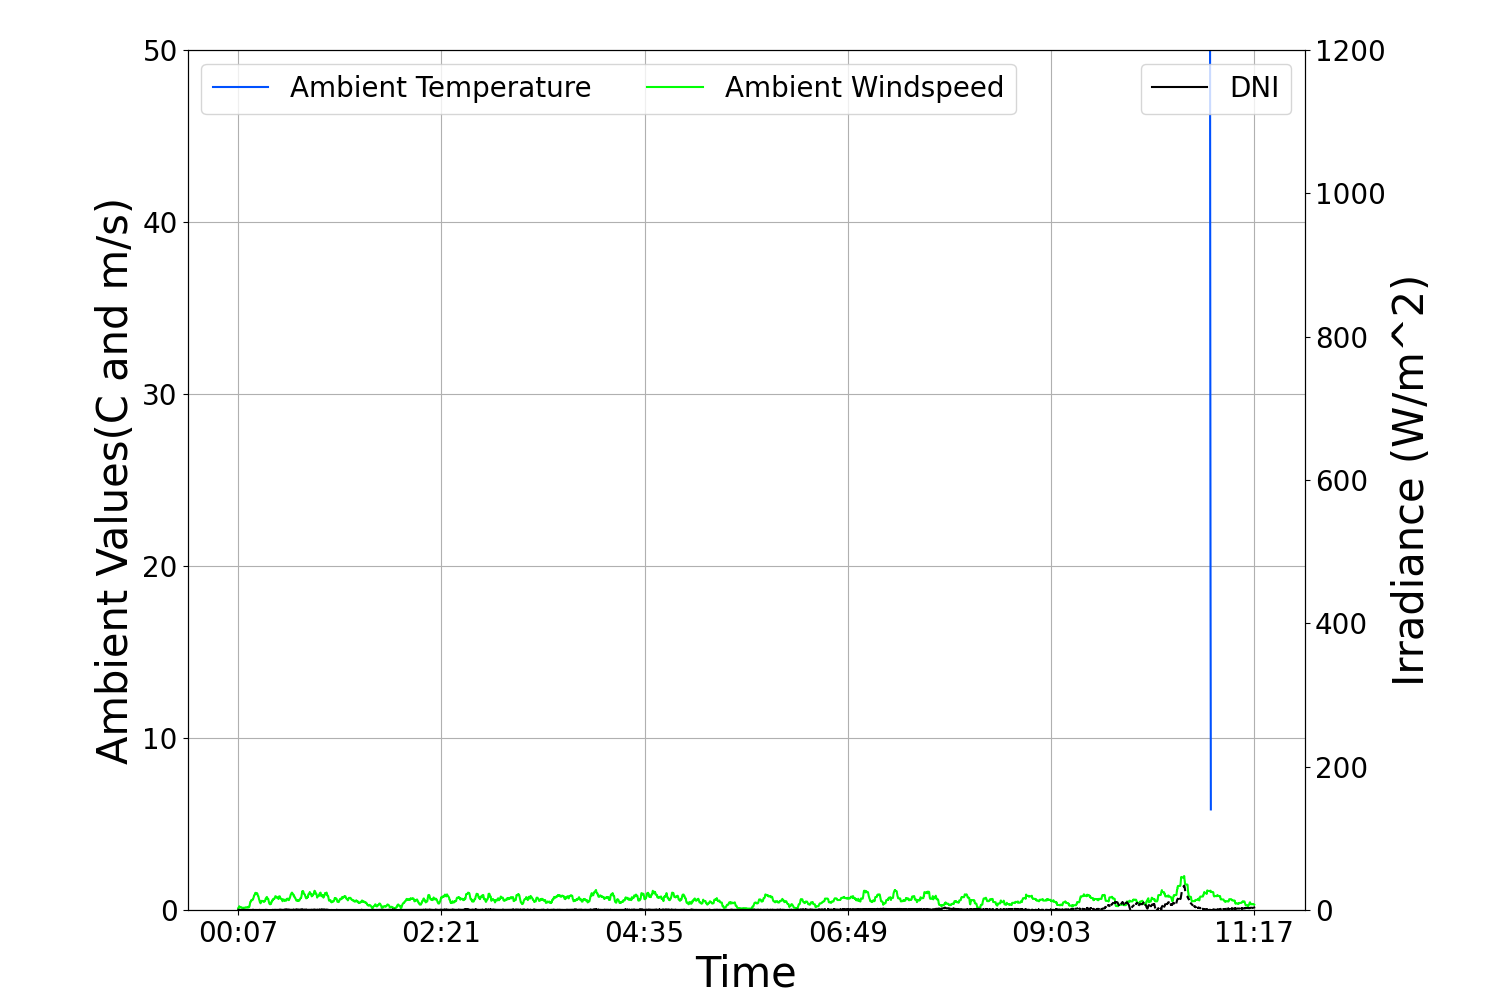 Ambient Temperature Ambient Windspeed DNI
Ambient Values(C and m/s)
50
40
30
20
10
0
1200
1000
800
600
400
200
0
Irradiance (W/m^2)
00:07 02:21 04:35 06:49 09:03 11:17
Time